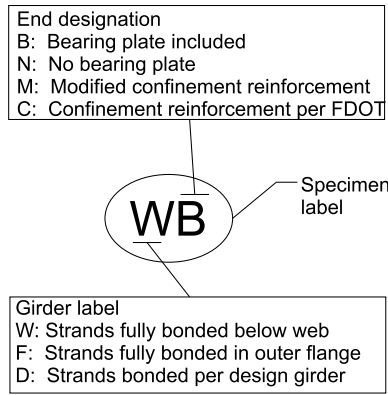 End designation
B: Bearing plate included
N: No bearing plate
M: Modified confinement reinforcement
C: Confinement reinforcement per FDOT
WB
Specimen
label
Girder label
W: Strands fully bonded below web
F: Strands fully bonded in outer flange
D: Strands bonded per design girder